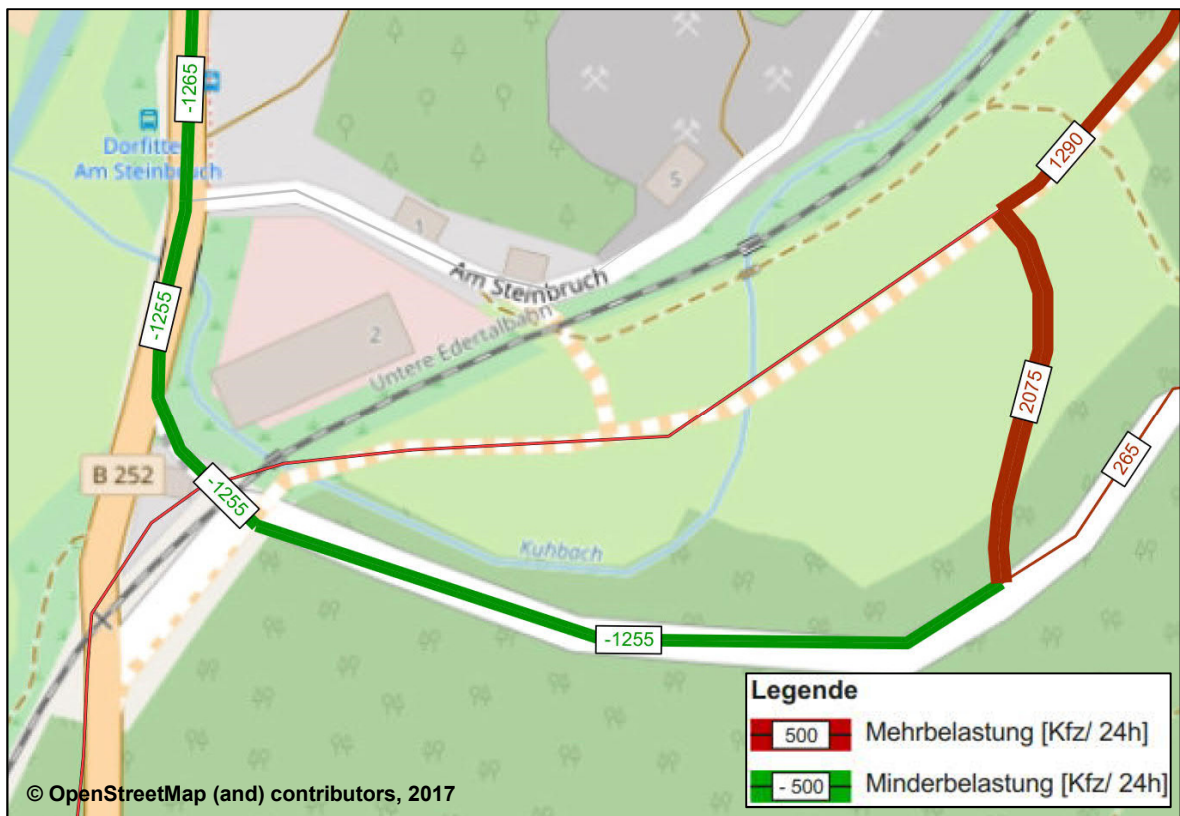 -1265
1290
Dorfitte
Am Steinbruch
5
1
Am Steinbruch
-1255
2
Untere Edertalbahn
2075
265
B 252
-1255
Kuhbach
-1255
Legende
500 Mehrbelastung [Kfz/ 24h]
- 500 Minderbelastung [Kfz/ 24h]
© OpenStreetMap (and) contributors, 2017